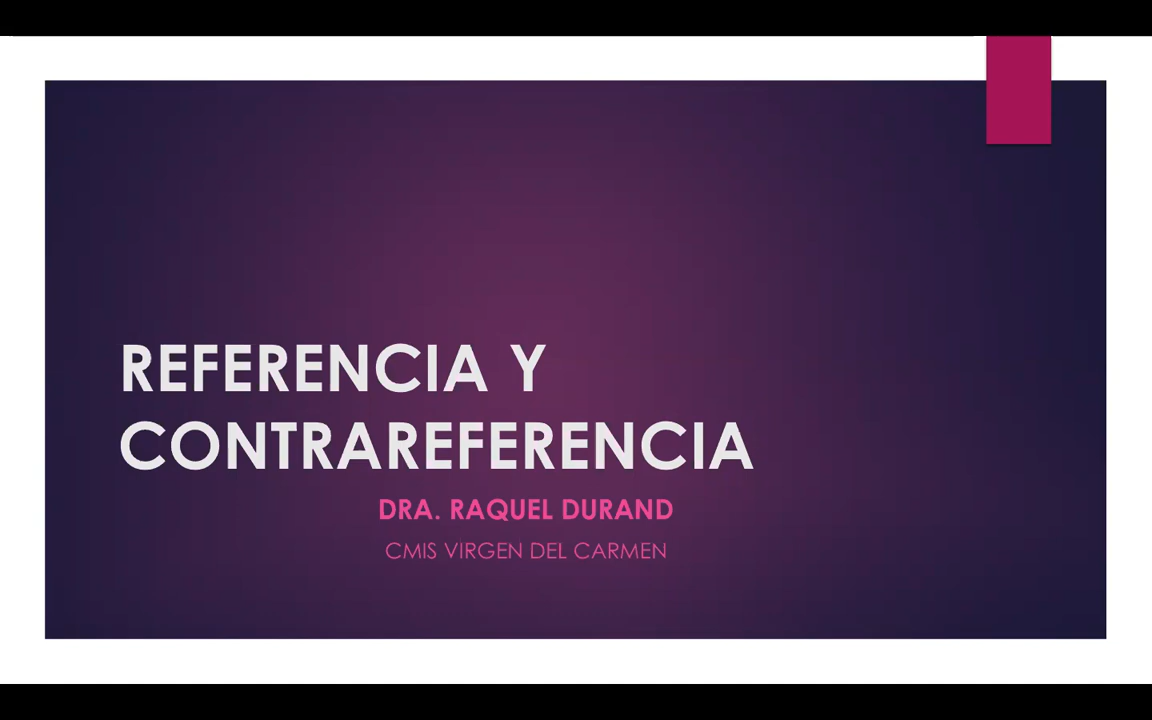 REFERENCIA Y
CONTRAREFERENCIA
DRA. RAQUEL DURAND
CMIS VIRGEN DEL CARMEN